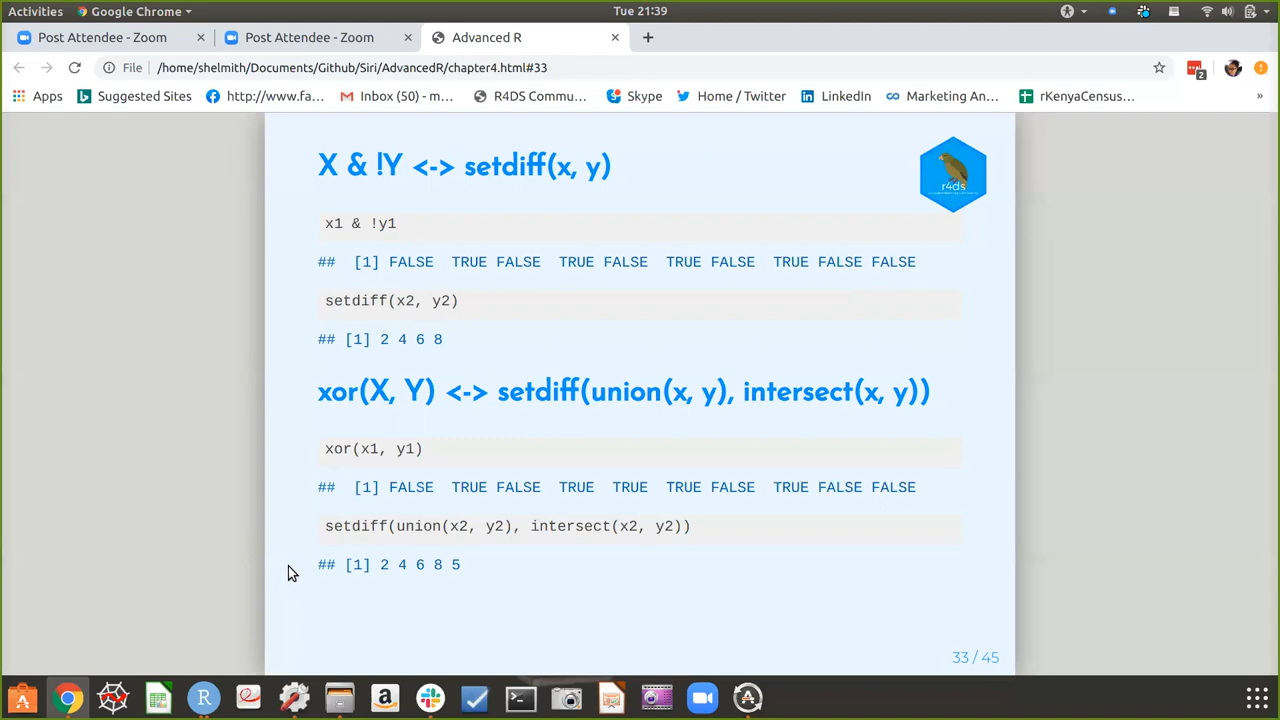 Activities Google Chrome Tue 21:39
Post Attendee - Zoom Post Attendee - Zoom Advanced R
File /home/shelmith/Documents/Github/Siri/AdvancedR/chapter4.html#33 2
Apps Suggested Sites http://www.fa... Inbox (50) - m... R4DS Commu... Skype Home / Twitter LinkedIn Marketing An... rKenyaCensus... »
X & !Y <-> setdiff(x, y)
r4ds
x1 & !y1
## [1] FALSE TRUE FALSE TRUE FALSE TRUE FALSE TRUE FALSE FALSE
setdiff(x2, y2)
## [1] 2 4 6 8
xor(X, Y) <-> setdiff(union(x, y), intersect(x, y))
xor(x1, y1)
## [1] FALSE TRUE FALSE TRUE TRUE TRUE FALSE TRUE FALSE FALSE
setdiff(union(x2, y2), intersect(x2, y2))
## [1] 2 4 6 8 5
33 / 45